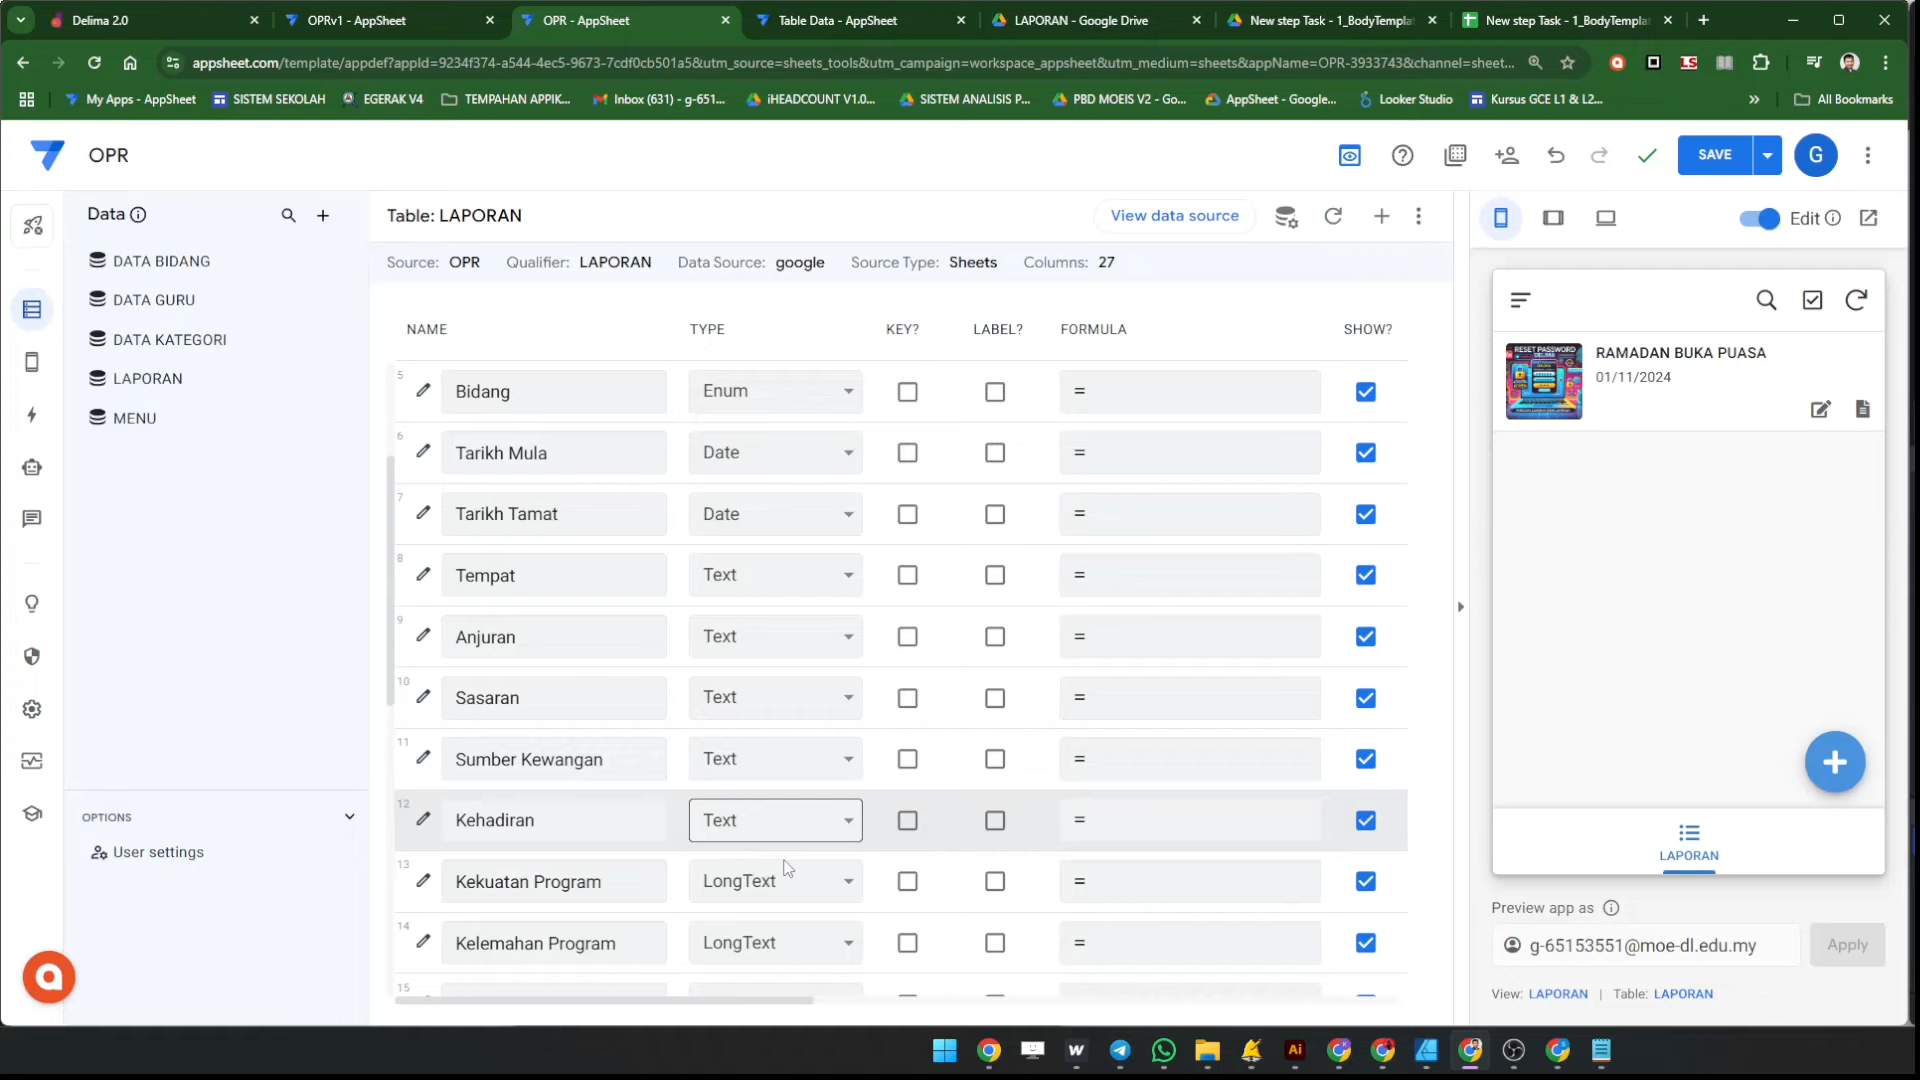 Delima 2.0
OPRv1 - AppSheet
OPR - AppSheet
Table Data - AppSheet
LAPORAN - Google Drive
New step Task - 1_BodyTempla
New step Task - 1_BodyTempla
appsheet.com/template/appdef?appId=9234f374-a544-4ec5-9673-7cdf0cb501a5&utm_source=sheets_tools&utm_campaign=workspace_appsheet&utm_medium=sheets&appName=OPR-3933743&channel=sheet...
My Apps - AppSheet
SISTEM SEKOLAH
EGERAK V4
TEMPAHAN APPIK...
Inbox (631) - g-651...
iHEADCOUNT V1.0...
SISTEM ANALISIS P...
PBD MOEIS V2 - Go...
AppSheet - Google...
Looker Studio
Kursus GCE L1 & L2...
All Bookmarks
OPR
SAVE
G
Data
DATA BIDANG
DATA GURU
DATA KATEGORI
LAPORAN
MENU
OPTIONS
User settings
Table: LAPORAN
View data source
Source: OPR Qualifier: LAPORAN Data Source: google Source Type: Sheets Columns: 27
NAME TYPE KEY? LABEL? FORMULA SHOW?
5 Bidang Enum =
6 Tarikh Mula Date =
7 Tarikh Tamat Date =
8 Tempat Text =
9 Anjuran Text =
10 Sasaran Text =
11 Sumber Kewangan Text =
12 Kehadiran Text =
13 Kekuatan Program LongText =
14 Kelemahan Program LongText =
15
Edit
RESET PASSWORD
DELIMA
RAMADAN BUKA PUASA
01/11/2024
LAPORAN
Preview app as
g-65153551@moe-dl.edu.my
Apply
View: LAPORAN | Table: LAPORAN